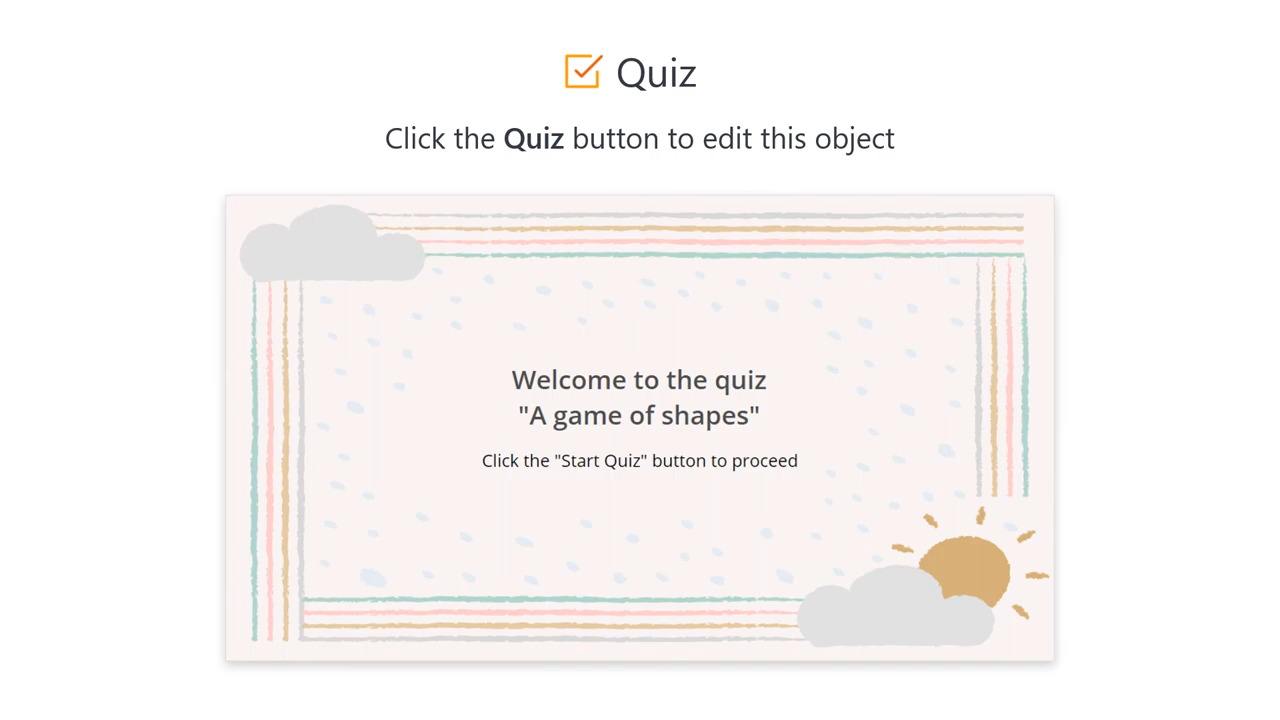 Quiz
Click the Quiz button to edit this object
Welcome to the quiz
"A game of shapes"
Click the "Start Quiz" button to proceed